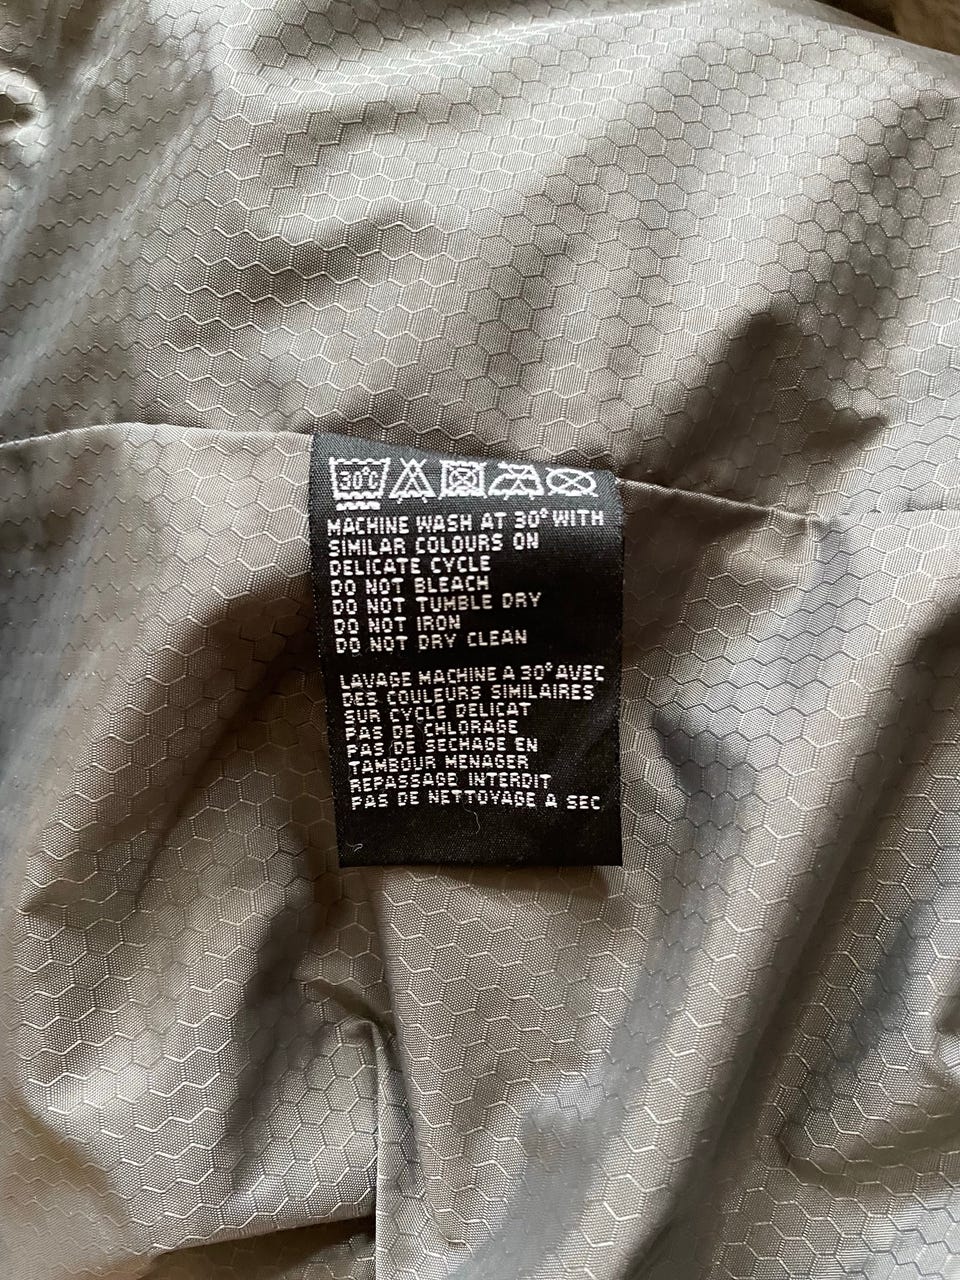 30°C
MACHINE WASH AT 30° WITH
SIMILAR COLOURS ON
DELICATE CYCLE
DO NOT BLEACH
DO NOT TUMBLE DRY
DO NOT IRON
DO NOT DRY CLEAN
LAVAGE MACHINE A 30° AVEC
DES COULEURS SIMILAIRES
SUR CYCLE DELICAT
PAS DE CHLORAGE
PAS DE SECHAGE EN
TAMBOUR MENAGER
REPASSAGE INTERDIT
PAS DE NETTOYAGE A SEC